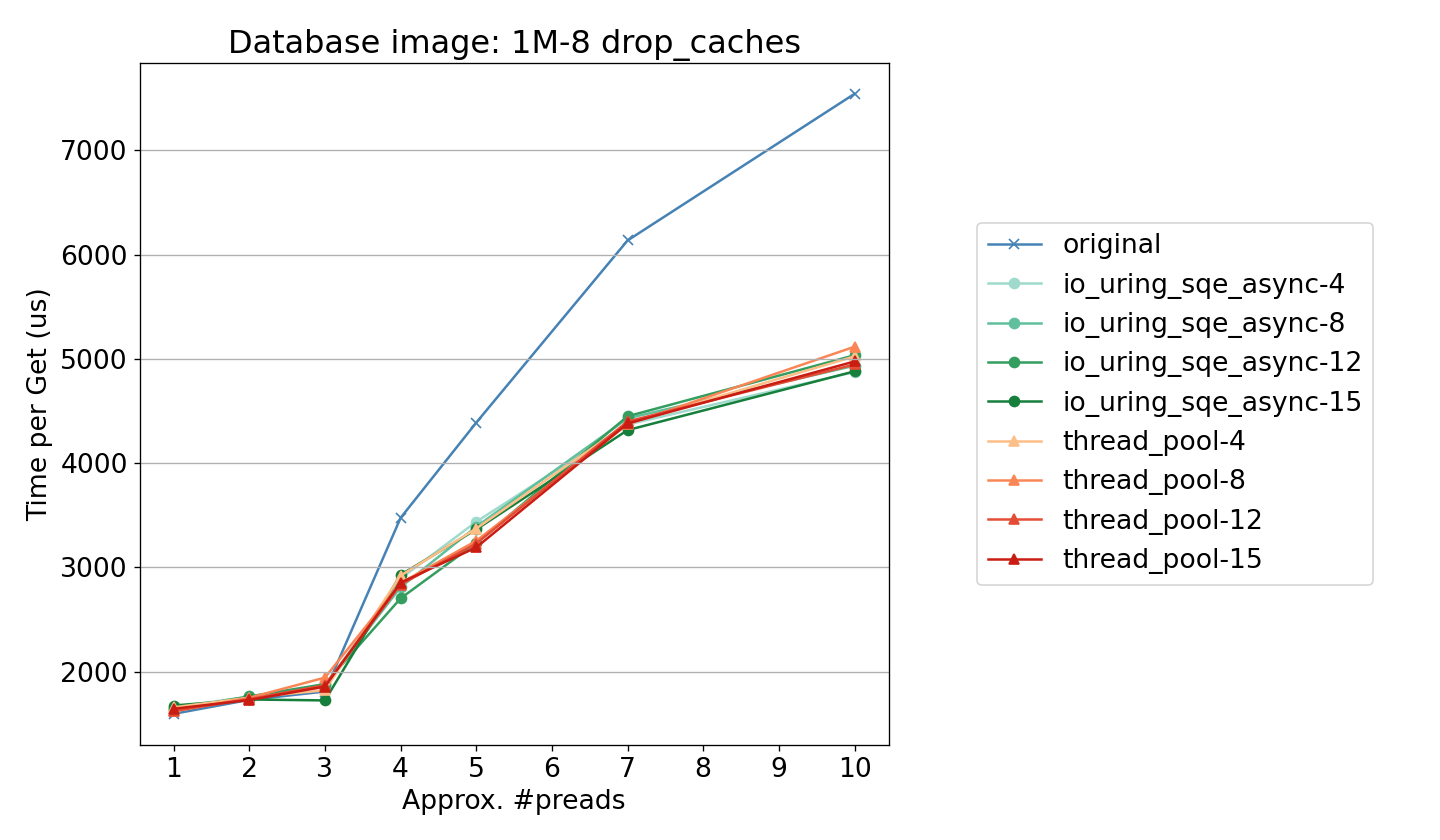 Database image: 1M-8 drop_caches
Time per Get (us)
7000
6000
5000
4000
3000
2000
1 2 3 4 5 6 7 8 9 10
Approx. #preads
original
io_uring_sqe_async-4
io_uring_sqe_async-8
io_uring_sqe_async-12
io_uring_sqe_async-15
thread_pool-4
thread_pool-8
thread_pool-12
thread_pool-15